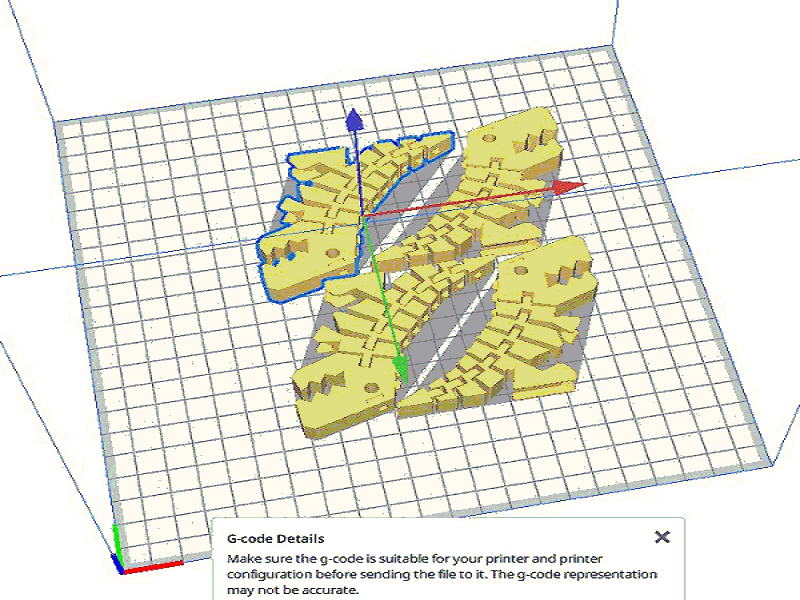 G-code Details
Make sure the g-code is suitable for your printer and printer
configuration before sending the file to it. The g-code representation
may not be accurate.